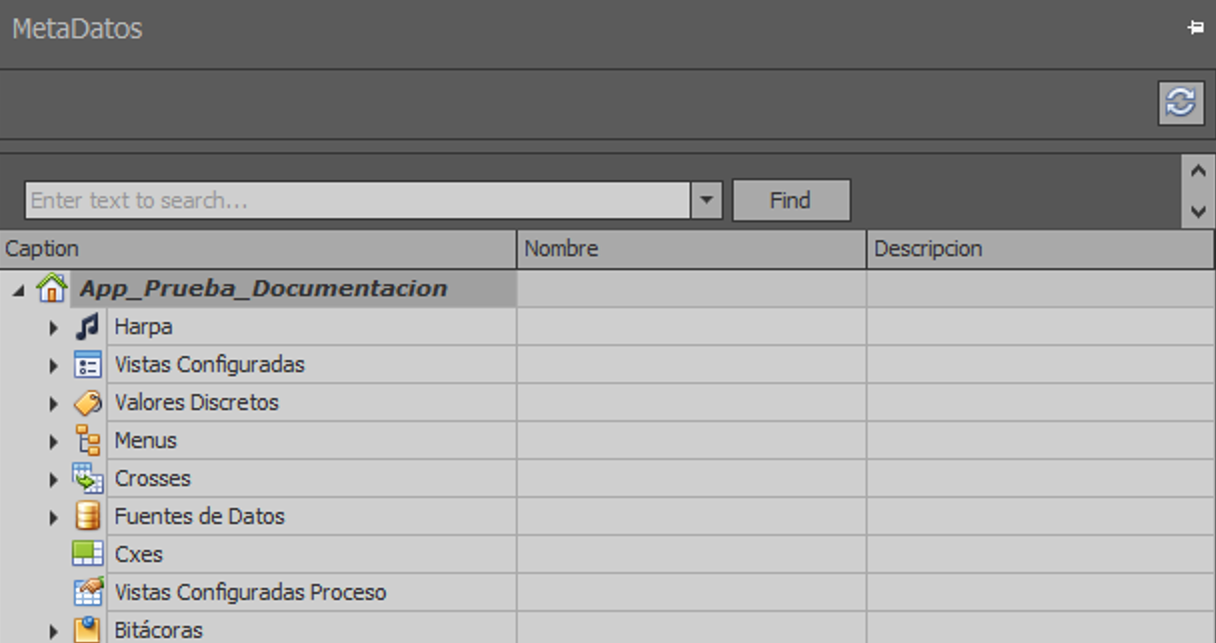 MetaDatos
Enter text to search...
Find
Caption Nombre Descripcion
App_Prueba_Documentacion
Harpa
Vistas Configuradas
Valores Discretos
Menus
Crosses
Fuentes de Datos
Cxes
Vistas Configuradas Proceso
Bitácoras